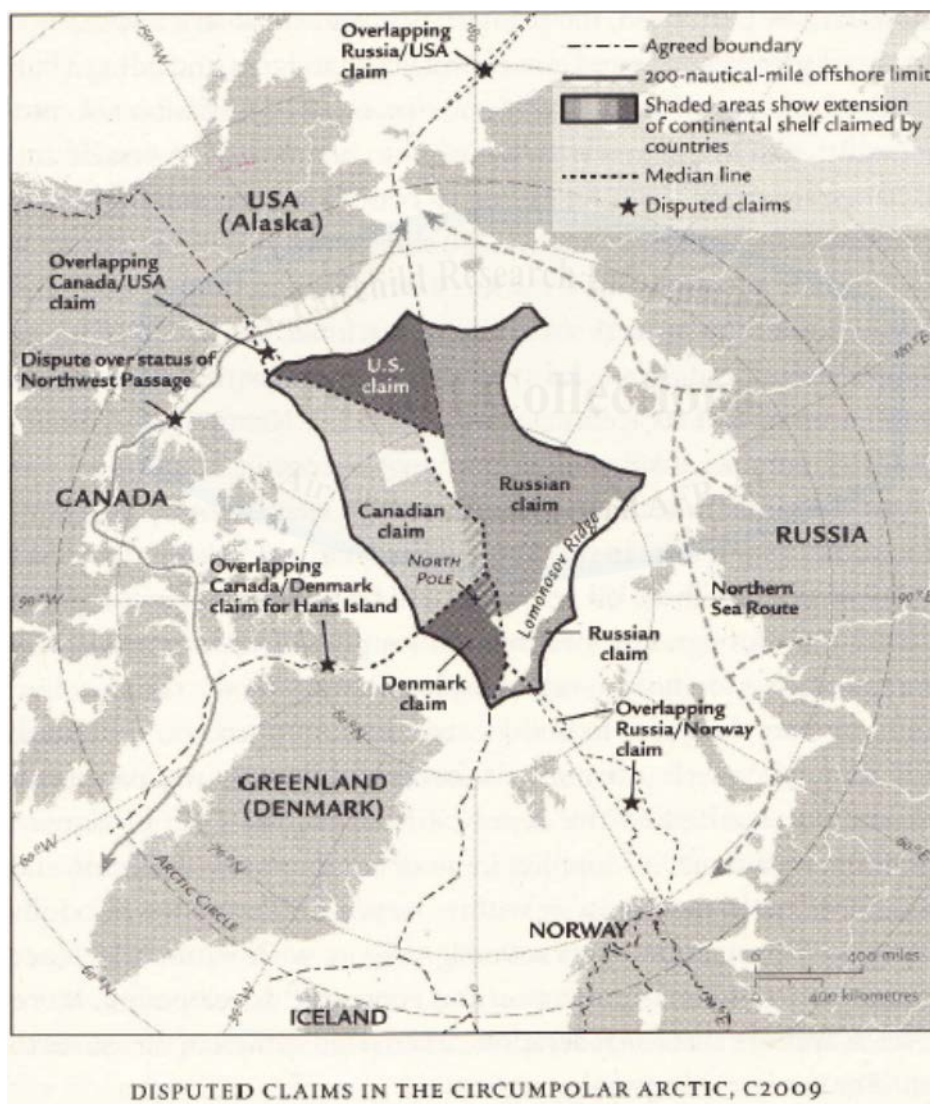 Overlapping
Russia/USA
claim
Agreed boundary
200-nautical-mile offshore limit
Shaded areas show extension
of continental shelf claimed by
countries
Median line
Disputed claims
USA
(Alaska)
Overlapping
Canada/USA
claim
Dispute over status of
Northwest Passage
U.S.
claim
CANADA
Canadian
claim
Russian
claim
NORTH
POLE
Lomonosov Ridge
RUSSIA
Overlapping
Canada/Denmark
claim for Hans Island
Northern
Sea Route
90°W
90°E
Russian
claim
Denmark
claim
Overlapping
Russia/Norway
claim
GREENLAND
(DENMARK)
60°W
60°E
ARCTIC CIRCLE
NORWAY
400 miles
400 kilometres
ICELAND
DISPUTED CLAIMS IN THE CIRCUMPOLAR ARCTIC, C2009